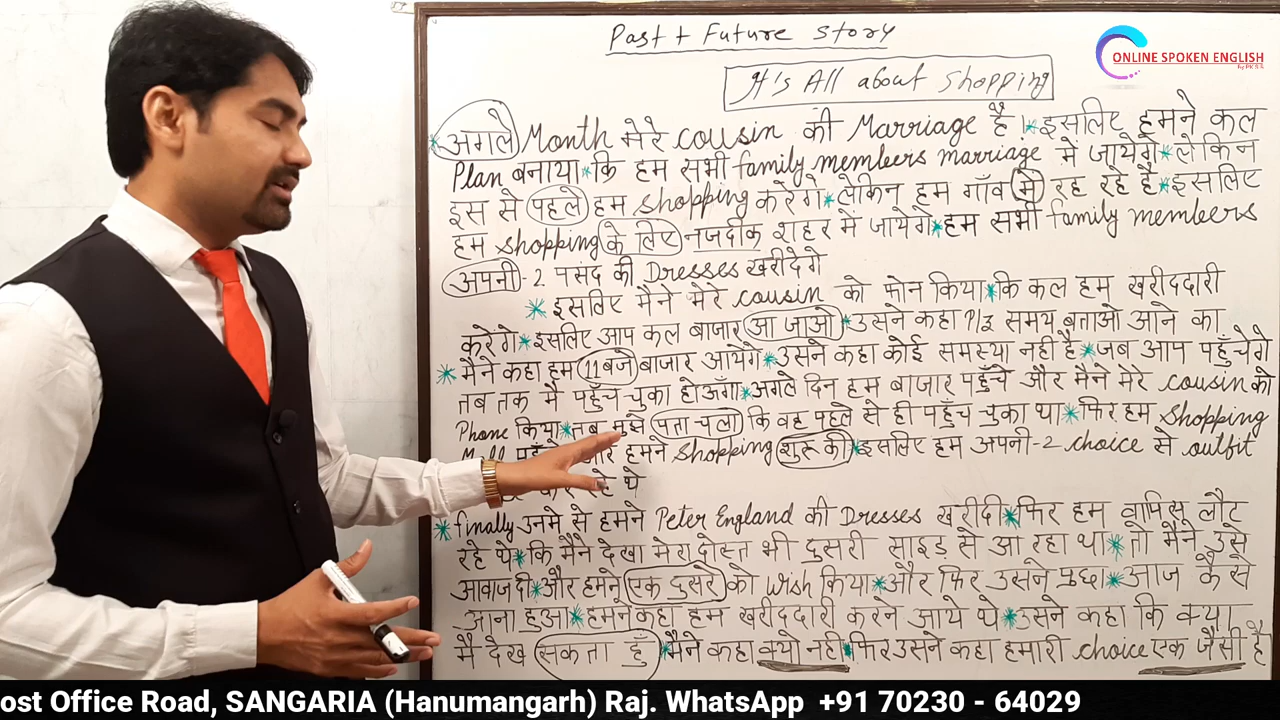 Past + Future Story
ONLINE SPOKEN ENGLISH
It's All about Shopping
*अगले Month मेरे cousin की Marriage है।*इसलिए हमने कल
Plan बनाया*कि हम सभी family members marriage में जायेंगे*लेकिन
इस से पहले हम shopping करेंगे*लेकिन हम गाँव में रह रहे हैं*इसलिए
हम shopping के लिए नजदीक शहर में जायेंगे*हम सभी family members
अपनी-2 पसंद की Dresses खरीदेंगे
*इसलिए मैंने मेरे cousin को फोन किया*कि कल हम खरीददारी
करेंगे*इसलिए आप कल बाजार आ जाओ*उसने कहा Plz समय बताओ आने का
*मैंने कहा हम 11बजे बाजार आयेंगे*उसने कहा कोई समस्या नही है*जब आप पहुँचेंगे
तब तक मैं पहुँच चुका होऊँगा*अगले दिन हम बाजार पहुँचे और मैंने मेरे cousin को
Phone किया*तब मुझे पता चला कि वह पहले से ही पहुँच चुका था*फिर हम shopping
हमने shopping शुरू की*इसलिए हम अपनी-2 choice से outfit
रहे थे
*finally उनमे से हमने Peter England की Dresses खरीदी*फिर हम वापिस लौट
रहे थे*कि मैंने देखा मेरा दोस्त भी दुसरी साइड से आ रहा था*तो मैंने उसे
आवाज दी*और हमने एक दुसरे को wish किया*और फिर उसने पुछा*आज कैसे
आना हुआ*हमने कहा हम खरीददारी करने आये थे*उसने कहा कि क्या
मैं देख सकता हूँ*मैंने कहा क्यो नही*फिर उसने कहा हमारी choice एक जैसी है
ost Office Road, SANGARIA (Hanumangarh) Raj. WhatsApp +91 70230 - 64029